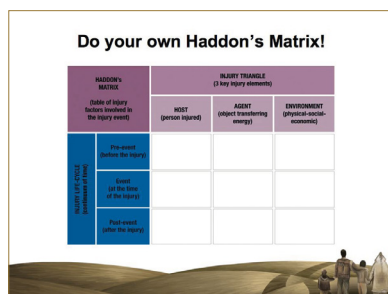 Do your own Haddon's Matrix!
HADDON's
MATRIX
(table of injury
factors involved in
the injury event)
INJURY TRIANGLE
(3 key injury elements)
HOST
(person injured)
AGENT
(object transferring
energy)
ENVIRONMENT
(physical-social-
economic)
INJURY LIFE-CYCLE
(continuum of time)
Pre-event
(before the injury)
Event
(at the time
of the injury)
Post-event
(after the injury)